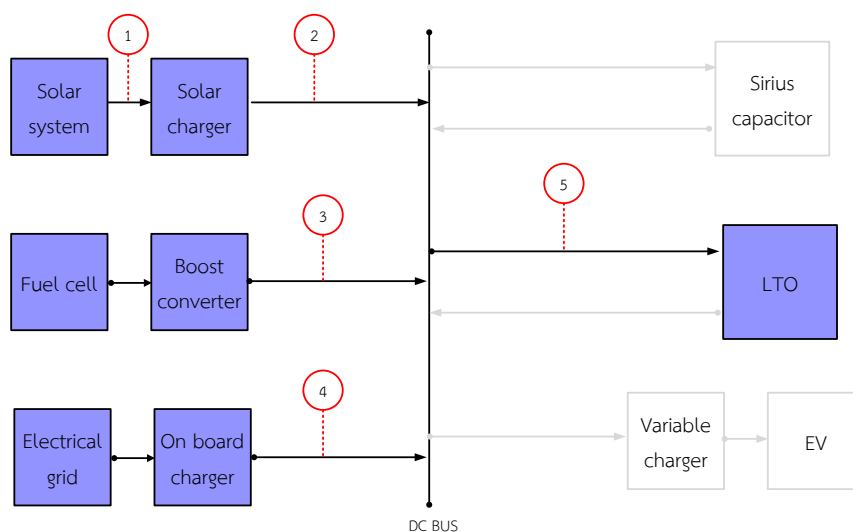 1
2
Solar
system
Solar
charger
Sirius
capacitor
3
5
Fuel cell
Boost
converter
LTO
4
Electrical
grid
On board
charger
Variable
charger
EV
DC BUS